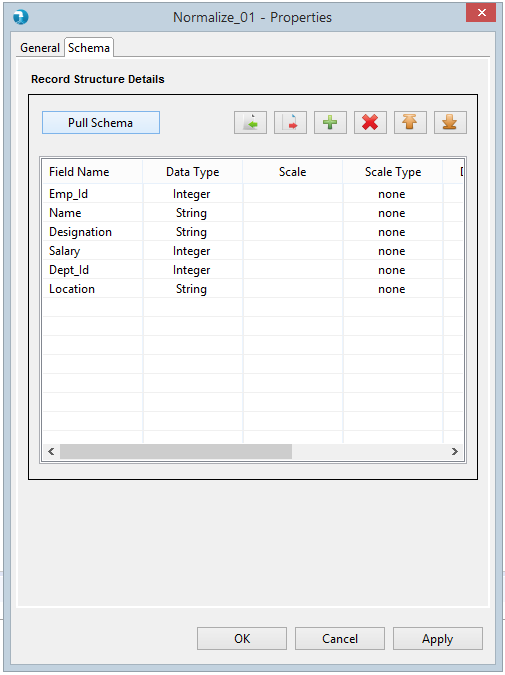 Normalize_01 - Properties
General Schema
Record Structure Details
Pull Schema
Field Name Data Type Scale Scale Type
Emp_Id Integer none
Name String none
Designation String none
Salary Integer none
Dept_Id Integer none
Location String none
OK Cancel Apply